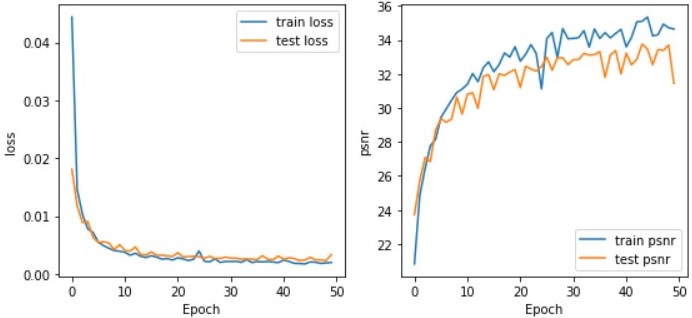 0.04
0.03
0.02
0.01
0.00
loss
0 10 20 30 40 50
Epoch
train loss
test loss
36
34
32
30
28
26
24
22
psnr
0 10 20 30 40 50
Epoch
train psnr
test psnr